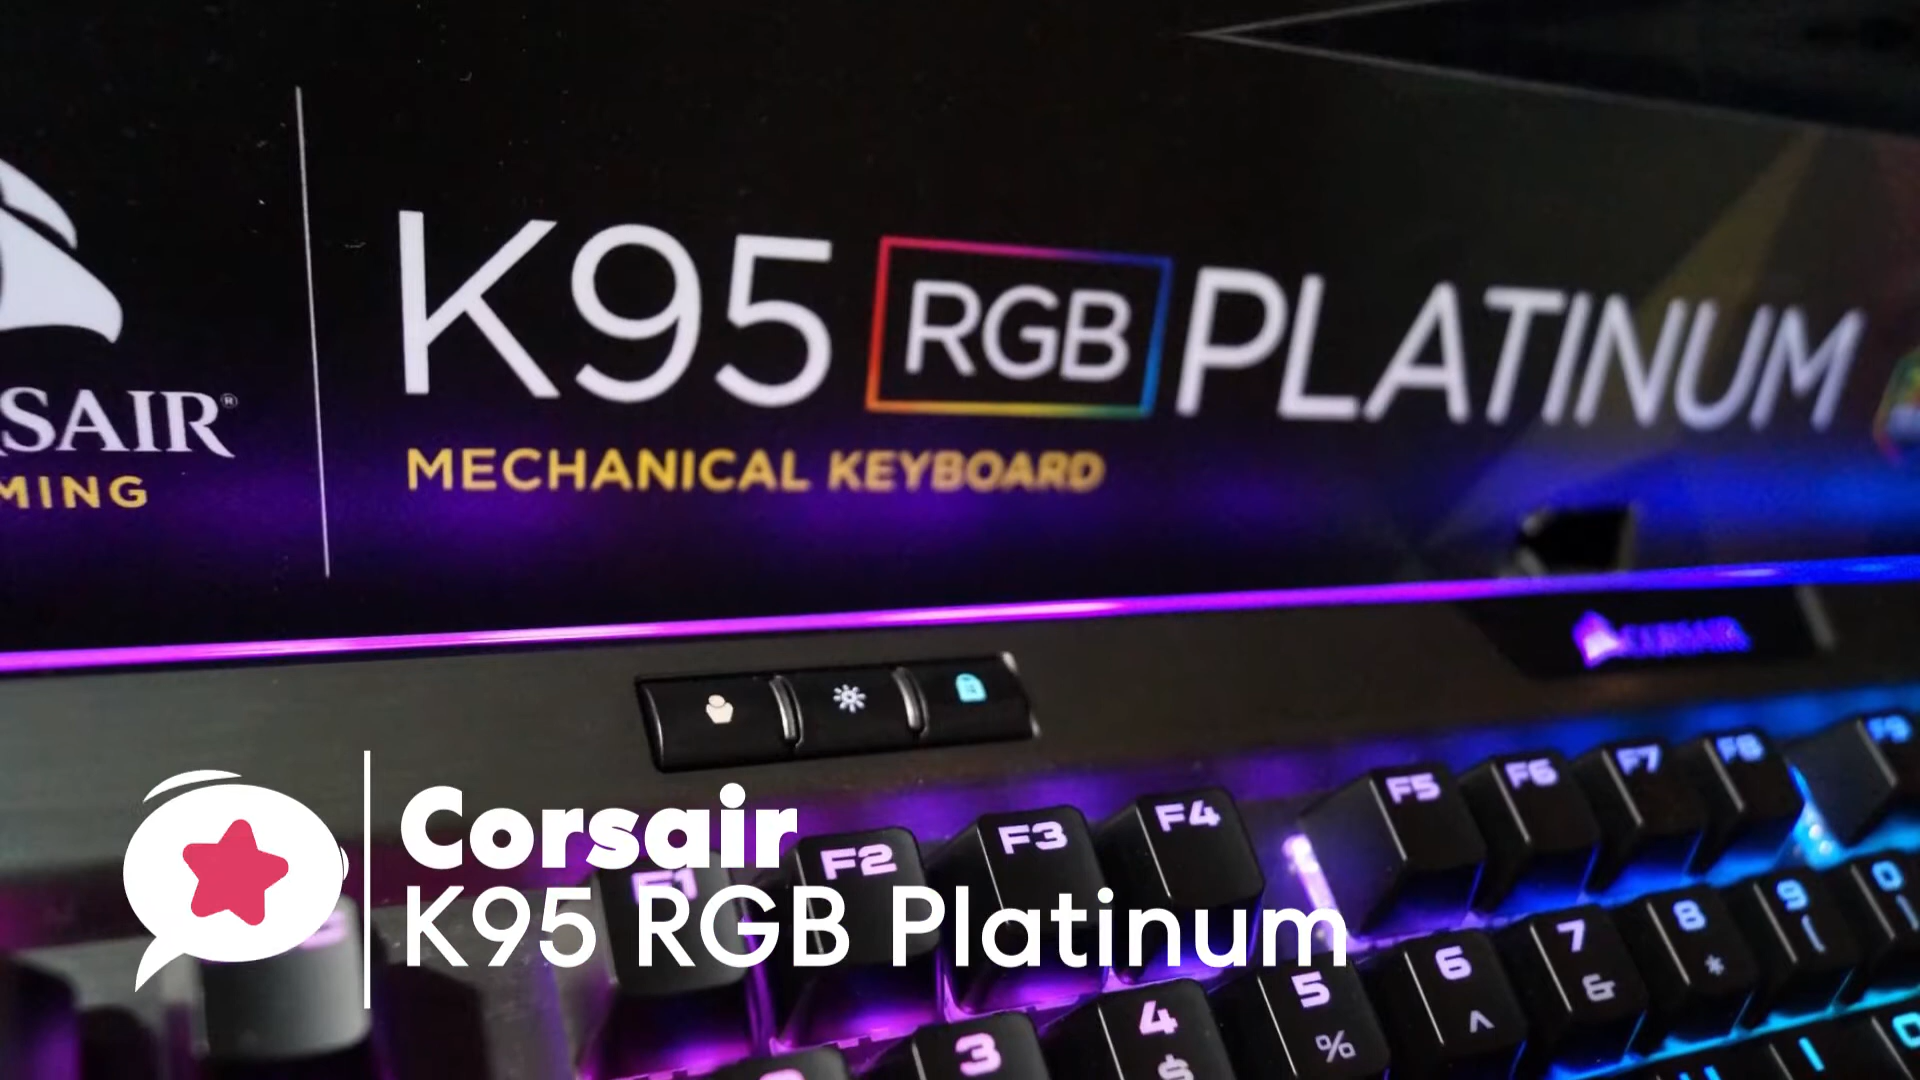 K95 RGB PLATINUM
SAIR®
MECHANICAL KEYBOARD
MING
CORSAIR
F9
F8
F7
F6
F5
F4
F3
F2
F1
Corsair
K95 RGB Platinum
0
9 (
8 *
7 &
6 ^
5 %
4 $
3
I